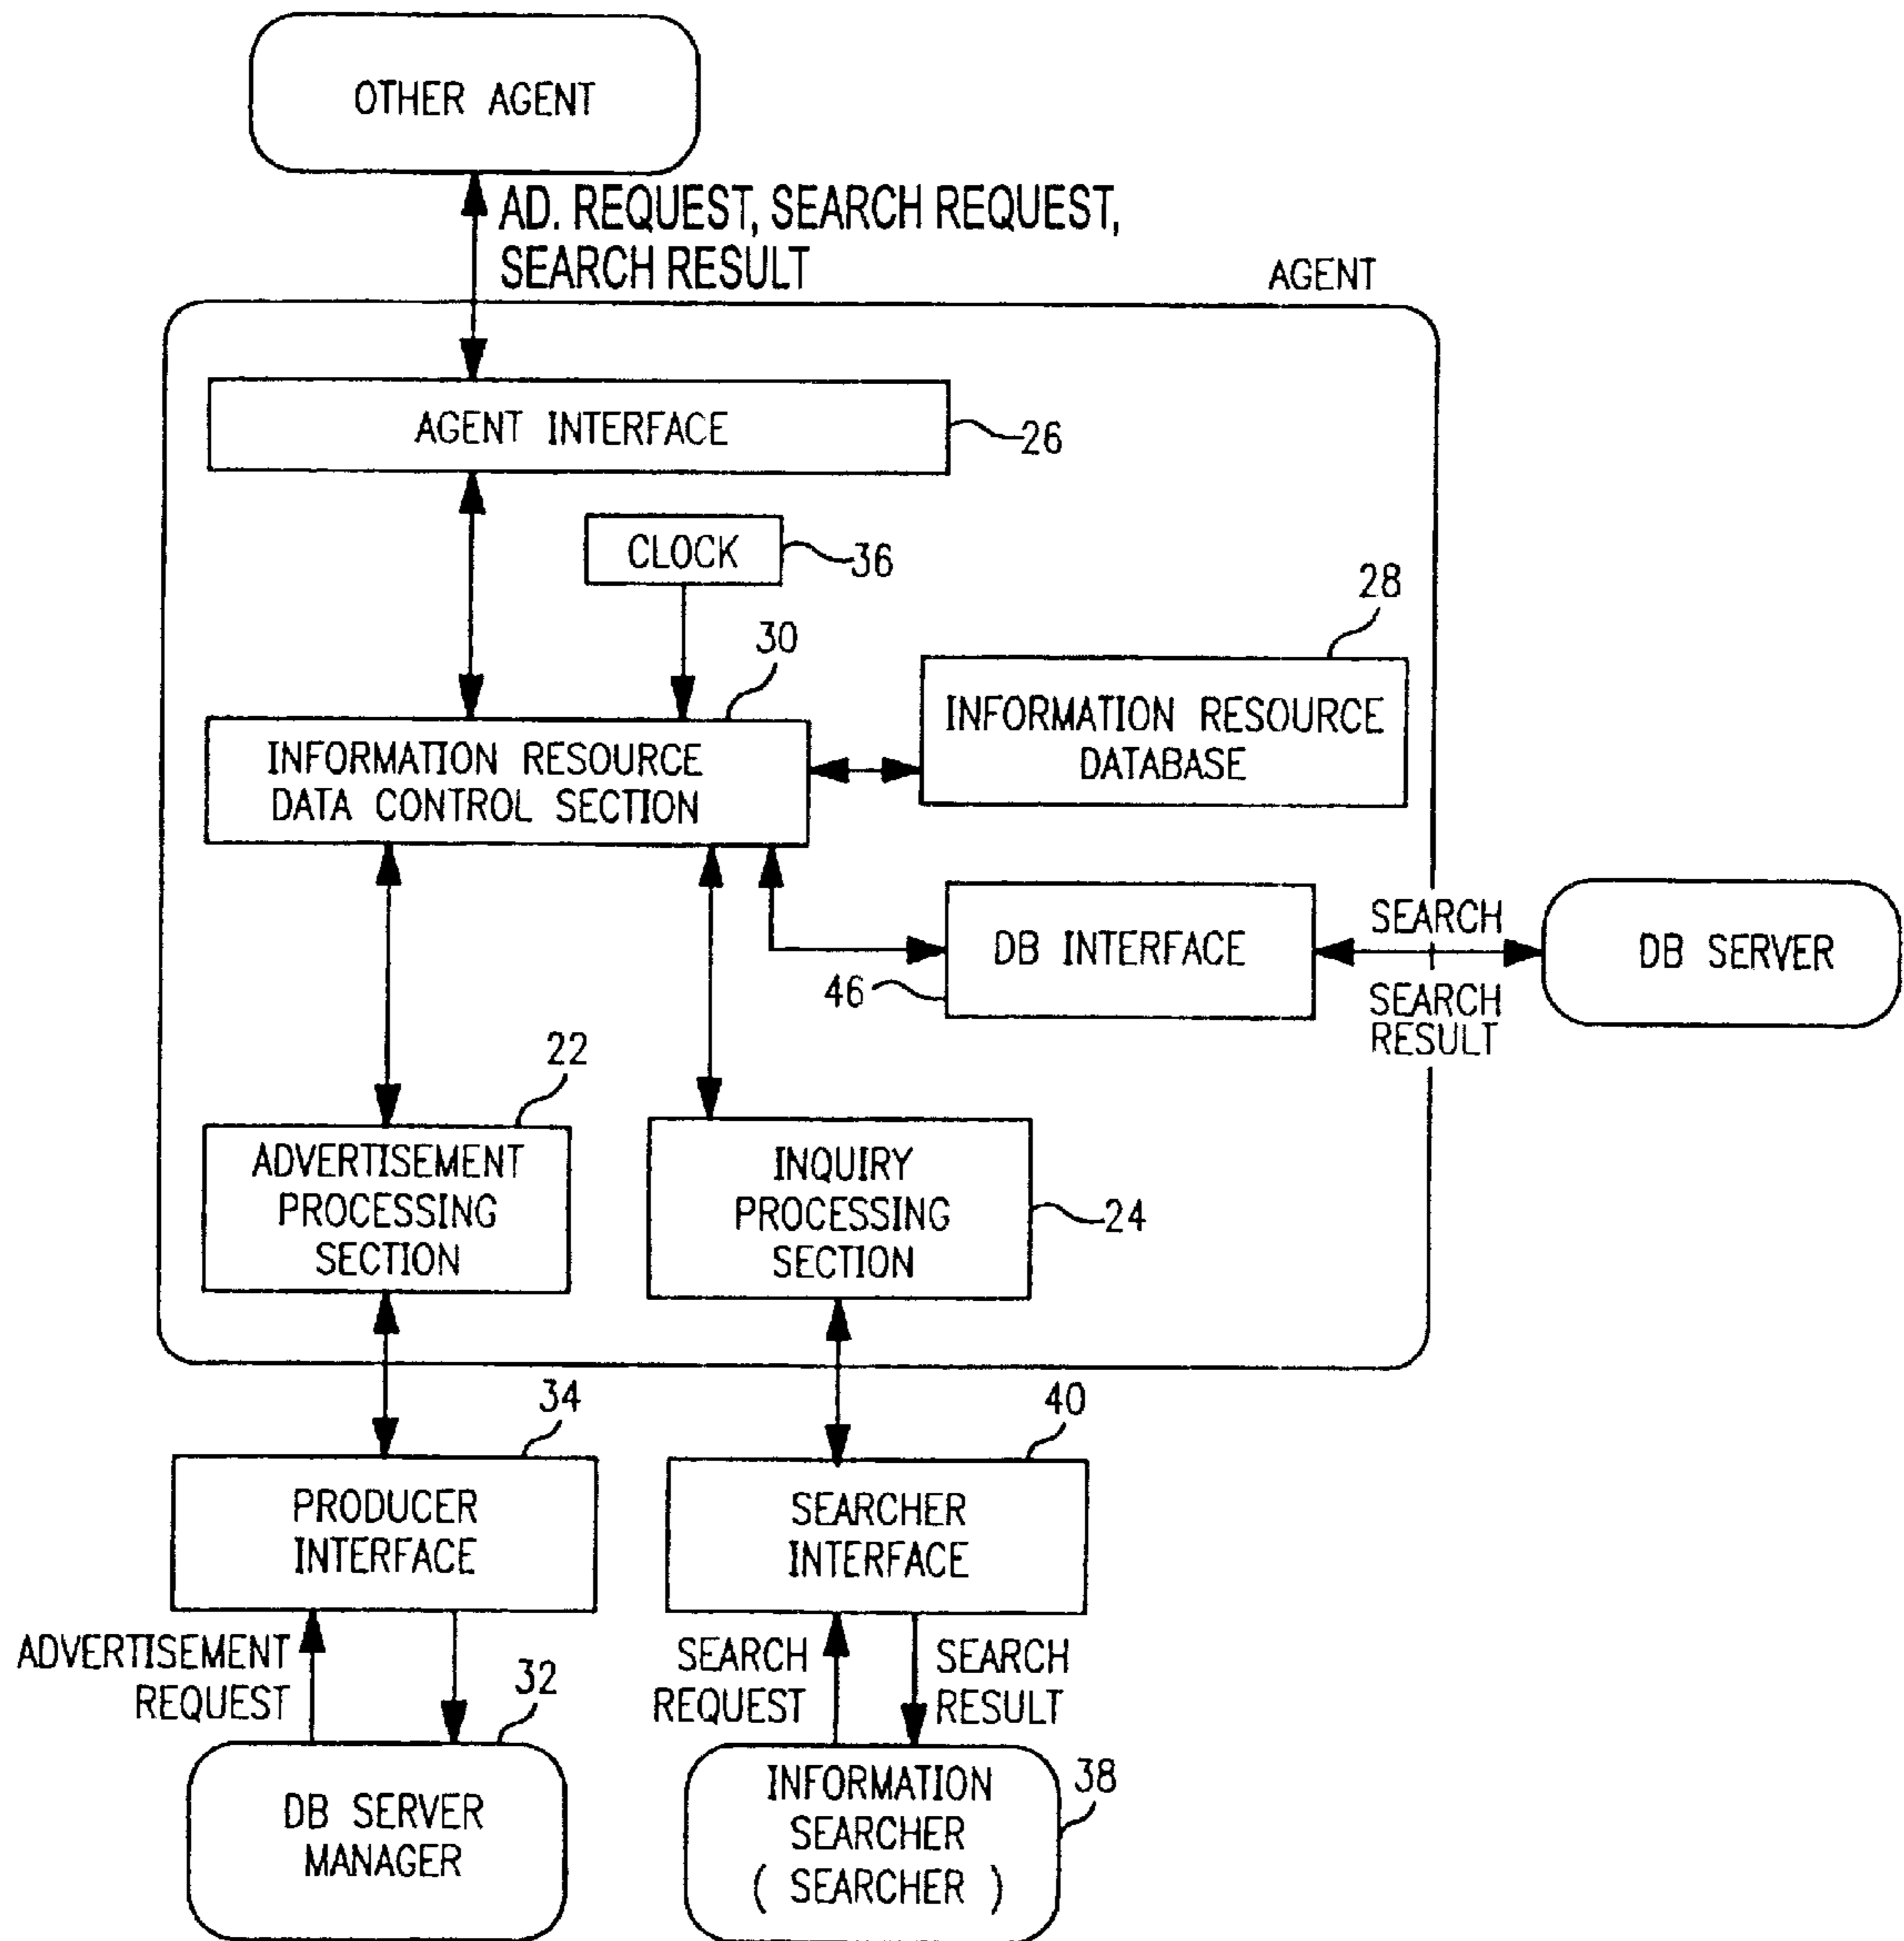 OTHER AGENT
AD. REQUEST, SEARCH REQUEST,
SEARCH RESULT
AGENT
AGENT INTERFACE
26
CLOCK
36
28
30
INFORMATION RESOURCE
DATABASE
INFORMATION RESOURCE
DATA CONTROL SECTION
DB INTERFACE
46
SEARCH
SEARCH
RESULT
DB SERVER
22
ADVERTISEMENT
PROCESSING
SECTION
INQUIRY
PROCESSING
SECTION
24
34
40
PRODUCER
INTERFACE
SEARCHER
INTERFACE
ADVERTISEMENT
REQUEST
SEARCH
REQUEST
SEARCH
RESULT
32
DB SERVER
MANAGER
INFORMATION
SEARCHER
( SEARCHER )
38